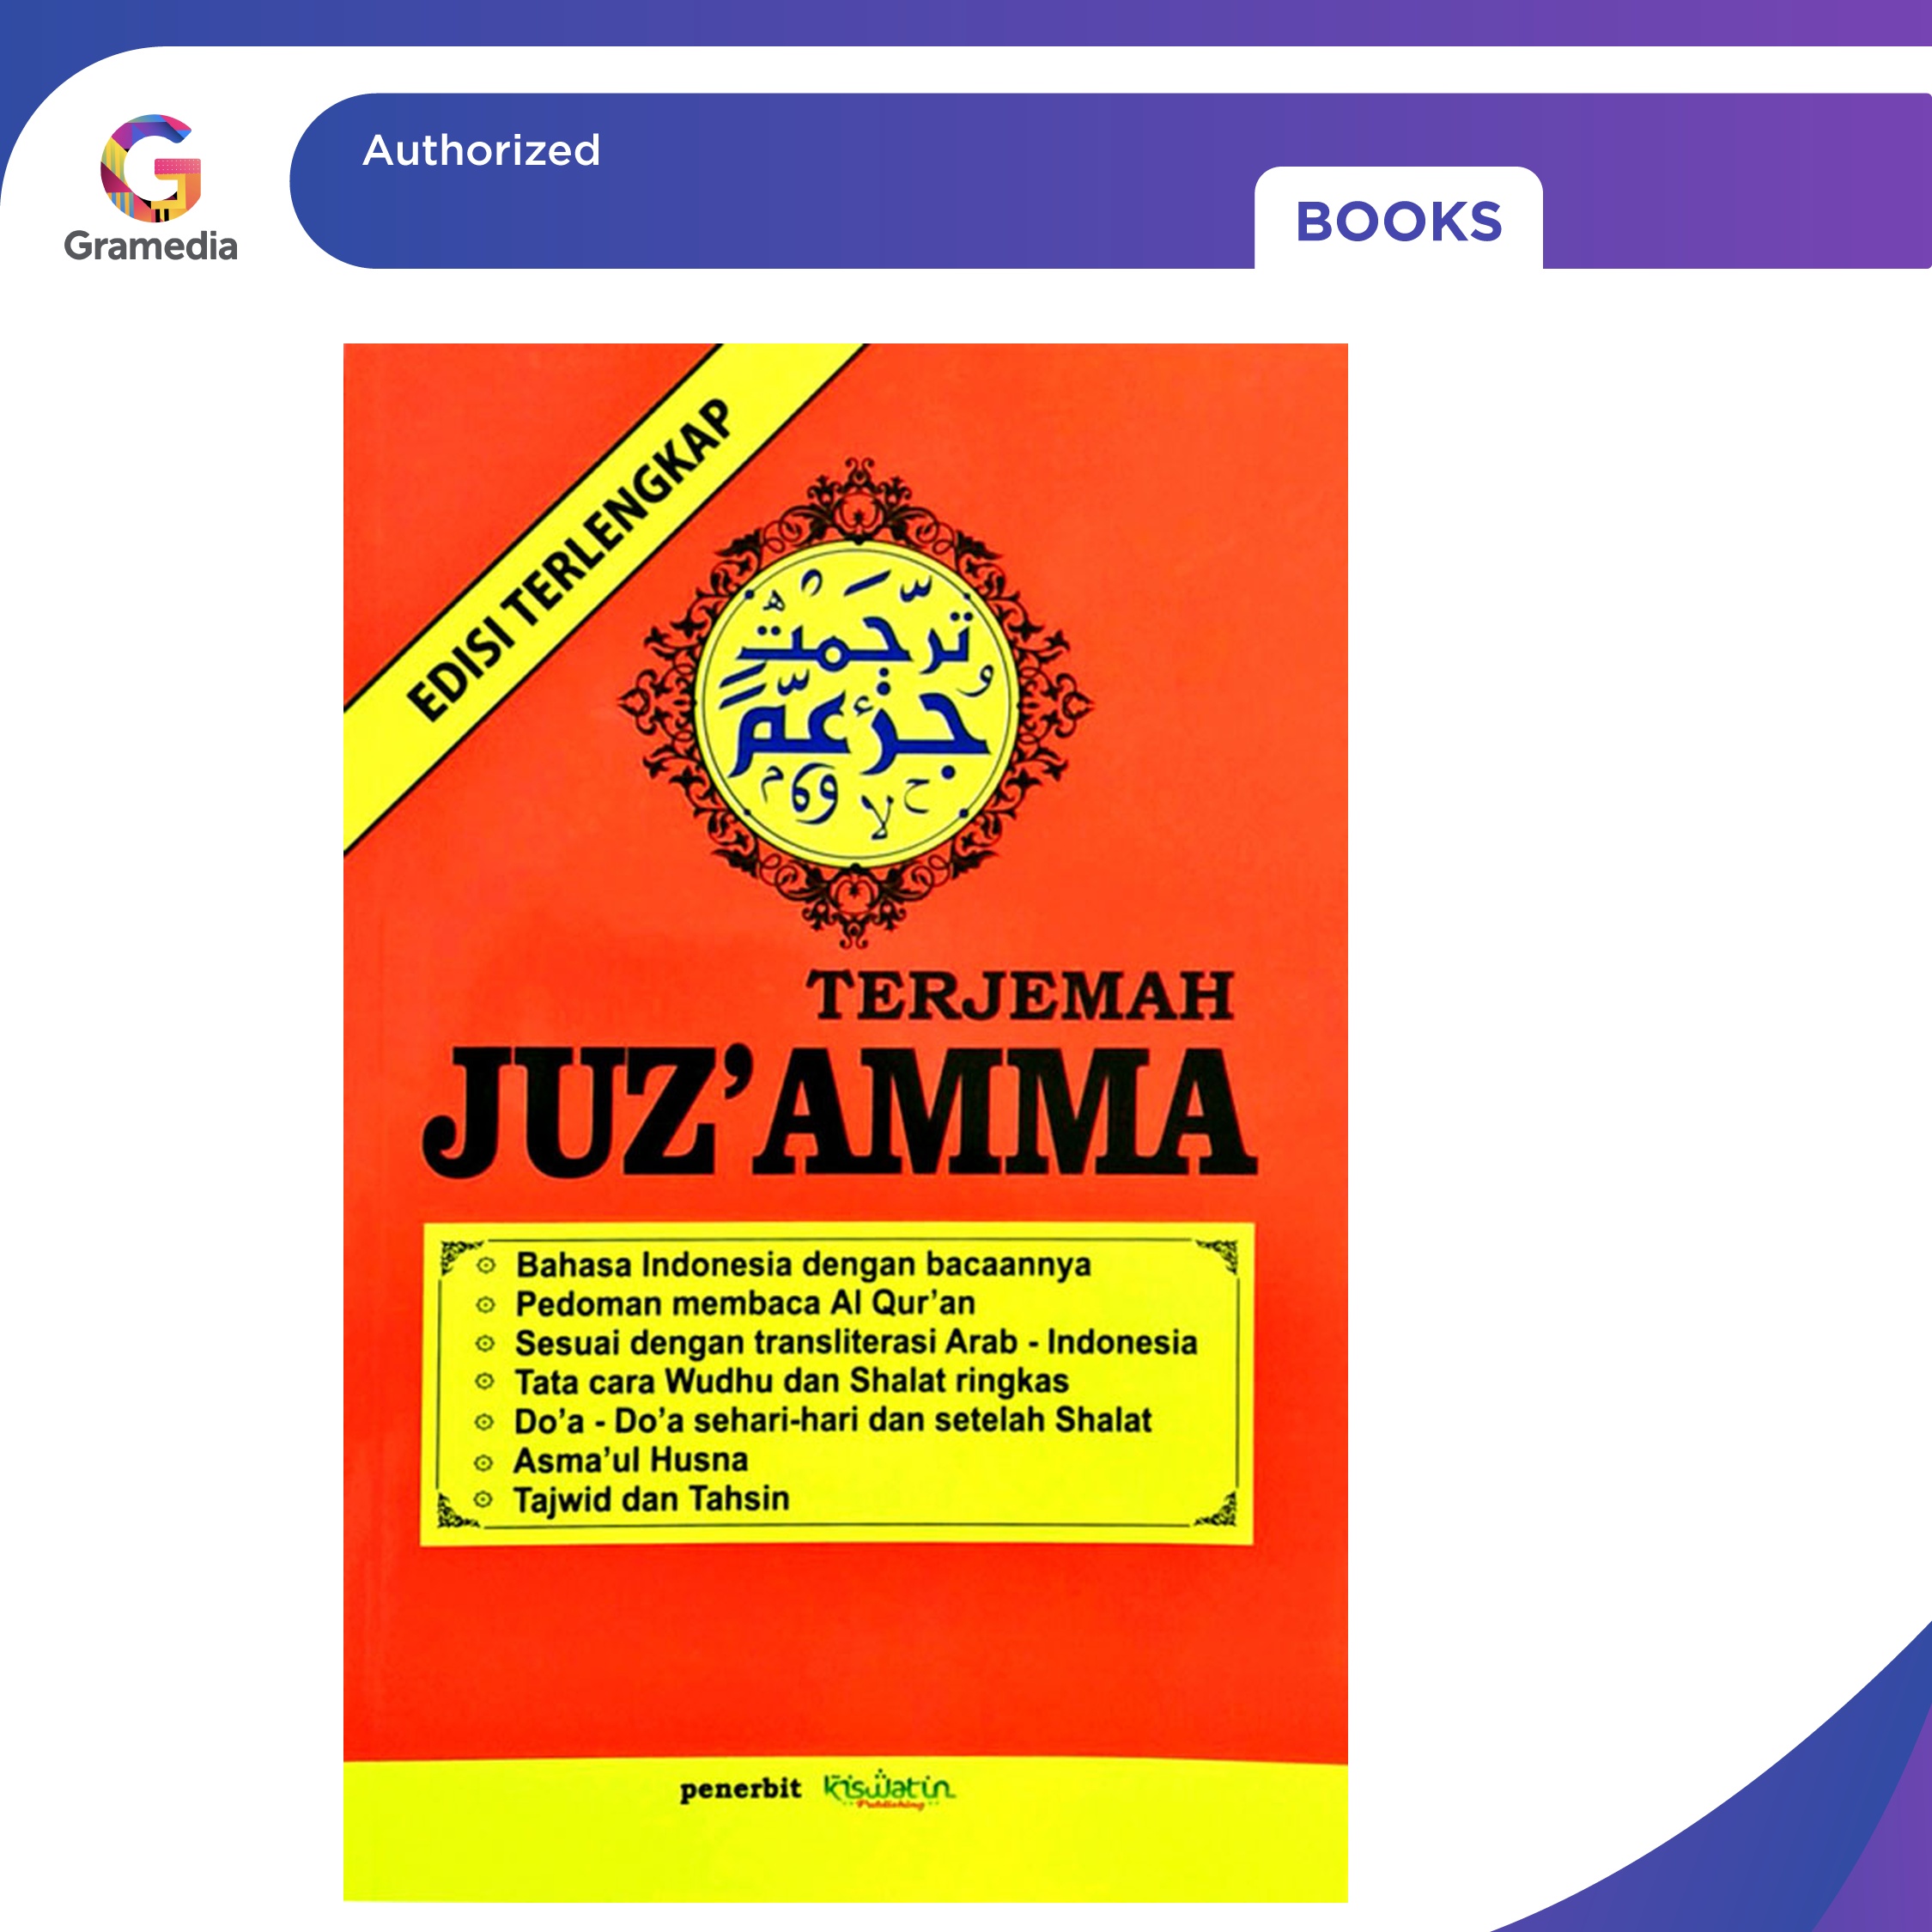 Gramedia
Authorized
BOOKS
EDISI TERLENGKAP
ترجمت
جزء عم
TERJEMAH
JUZ'AMMA
Bahasa Indonesia dengan bacaannya
Pedoman membaca Al Qur'an
Sesuai dengan transliterasi Arab - Indonesia
Tata cara Wudhu dan Shalat ringkas
Do'a - Do'a sehari-hari dan setelah Shalat
Asma'ul Husna
Tajwid dan Tahsin
penerbit Kiswatin
Publishing